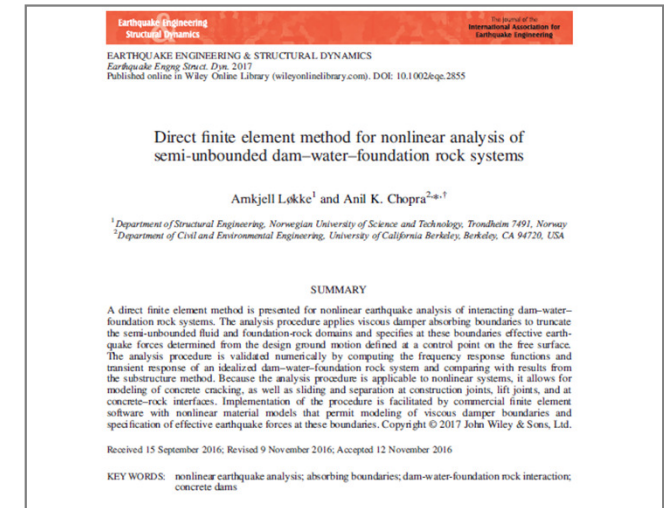 Earthquake Engineering
Structural Dynamics
The Journal of the
International Association for
Earthquake Engineering
EARTHQUAKE ENGINEERING & STRUCTURAL DYNAMICS
Earthquake Engng Struct. Dyn. 2017
Published online in Wiley Online Library (wileyonlinelibrary.com). DOI: 10.1002/eqe.2855
Direct finite element method for nonlinear analysis of
semi-unbounded dam–water–foundation rock systems
Arnkjell Løkke¹ and Anil K. Chopra²,*,†
¹Department of Structural Engineering, Norwegian University of Science and Technology, Trondheim 7491, Norway
²Department of Civil and Environmental Engineering, University of California Berkeley, Berkeley, CA 94720, USA
SUMMARY
A direct finite element method is presented for nonlinear earthquake analysis of interacting dam–water–
foundation rock systems. The analysis procedure applies viscous damper absorbing boundaries to truncate
the semi-unbounded fluid and foundation-rock domains and specifies at these boundaries effective earth-
quake forces determined from the design ground motion defined at a control point on the free surface.
The analysis procedure is validated numerically by computing the frequency response functions and
transient response of an idealized dam–water–foundation rock system and comparing with results from
the substructure method. Because the analysis procedure is applicable to nonlinear systems, it allows for
modeling of concrete cracking, as well as sliding and separation at construction joints, lift joints, and at
concrete–rock interfaces. Implementation of the procedure is facilitated by commercial finite element
software with nonlinear material models that permit modeling of viscous damper boundaries and
specification of effective earthquake forces at these boundaries. Copyright © 2017 John Wiley & Sons, Ltd.
Received 15 September 2016; Revised 9 November 2016; Accepted 12 November 2016
KEY WORDS: nonlinear earthquake analysis; absorbing boundaries; dam-water-foundation rock interaction;
concrete dams